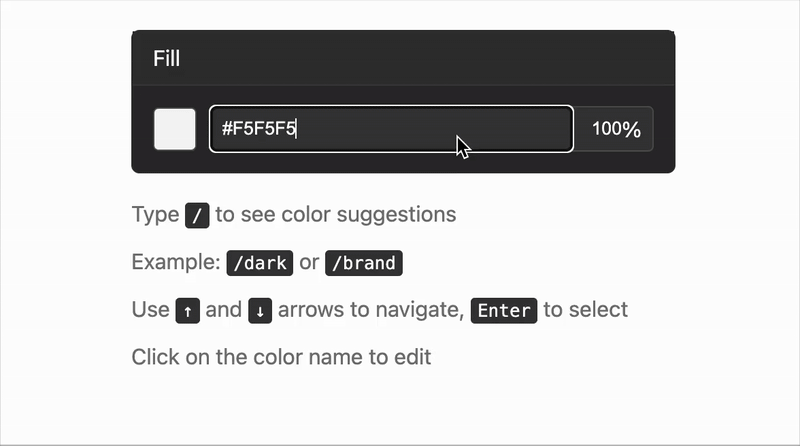 Fill
#F5F5F5 100%
Type / to see color suggestions
Example: /dark or /brand
Use ↑ and ↓ arrows to navigate, Enter to select
Click on the color name to edit